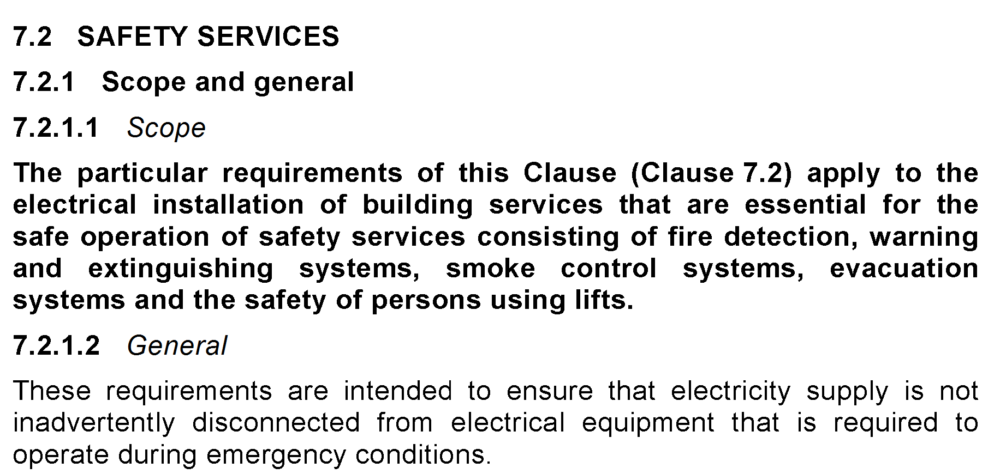 7.2 SAFETY SERVICES
7.2.1 Scope and general
7.2.1.1 Scope
The particular requirements of this Clause (Clause 7.2) apply to the
electrical installation of building services that are essential for the
safe operation of safety services consisting of fire detection, warning
and extinguishing systems, smoke control systems, evacuation
systems and the safety of persons using lifts.
7.2.1.2 General
These requirements are intended to ensure that electricity supply is not
inadvertently disconnected from electrical equipment that is required to
operate during emergency conditions.